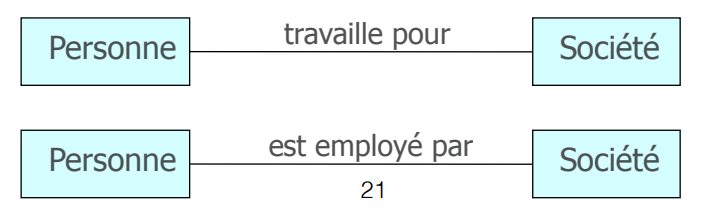 Personne travaille pour Société
Personne est employé par Société
21